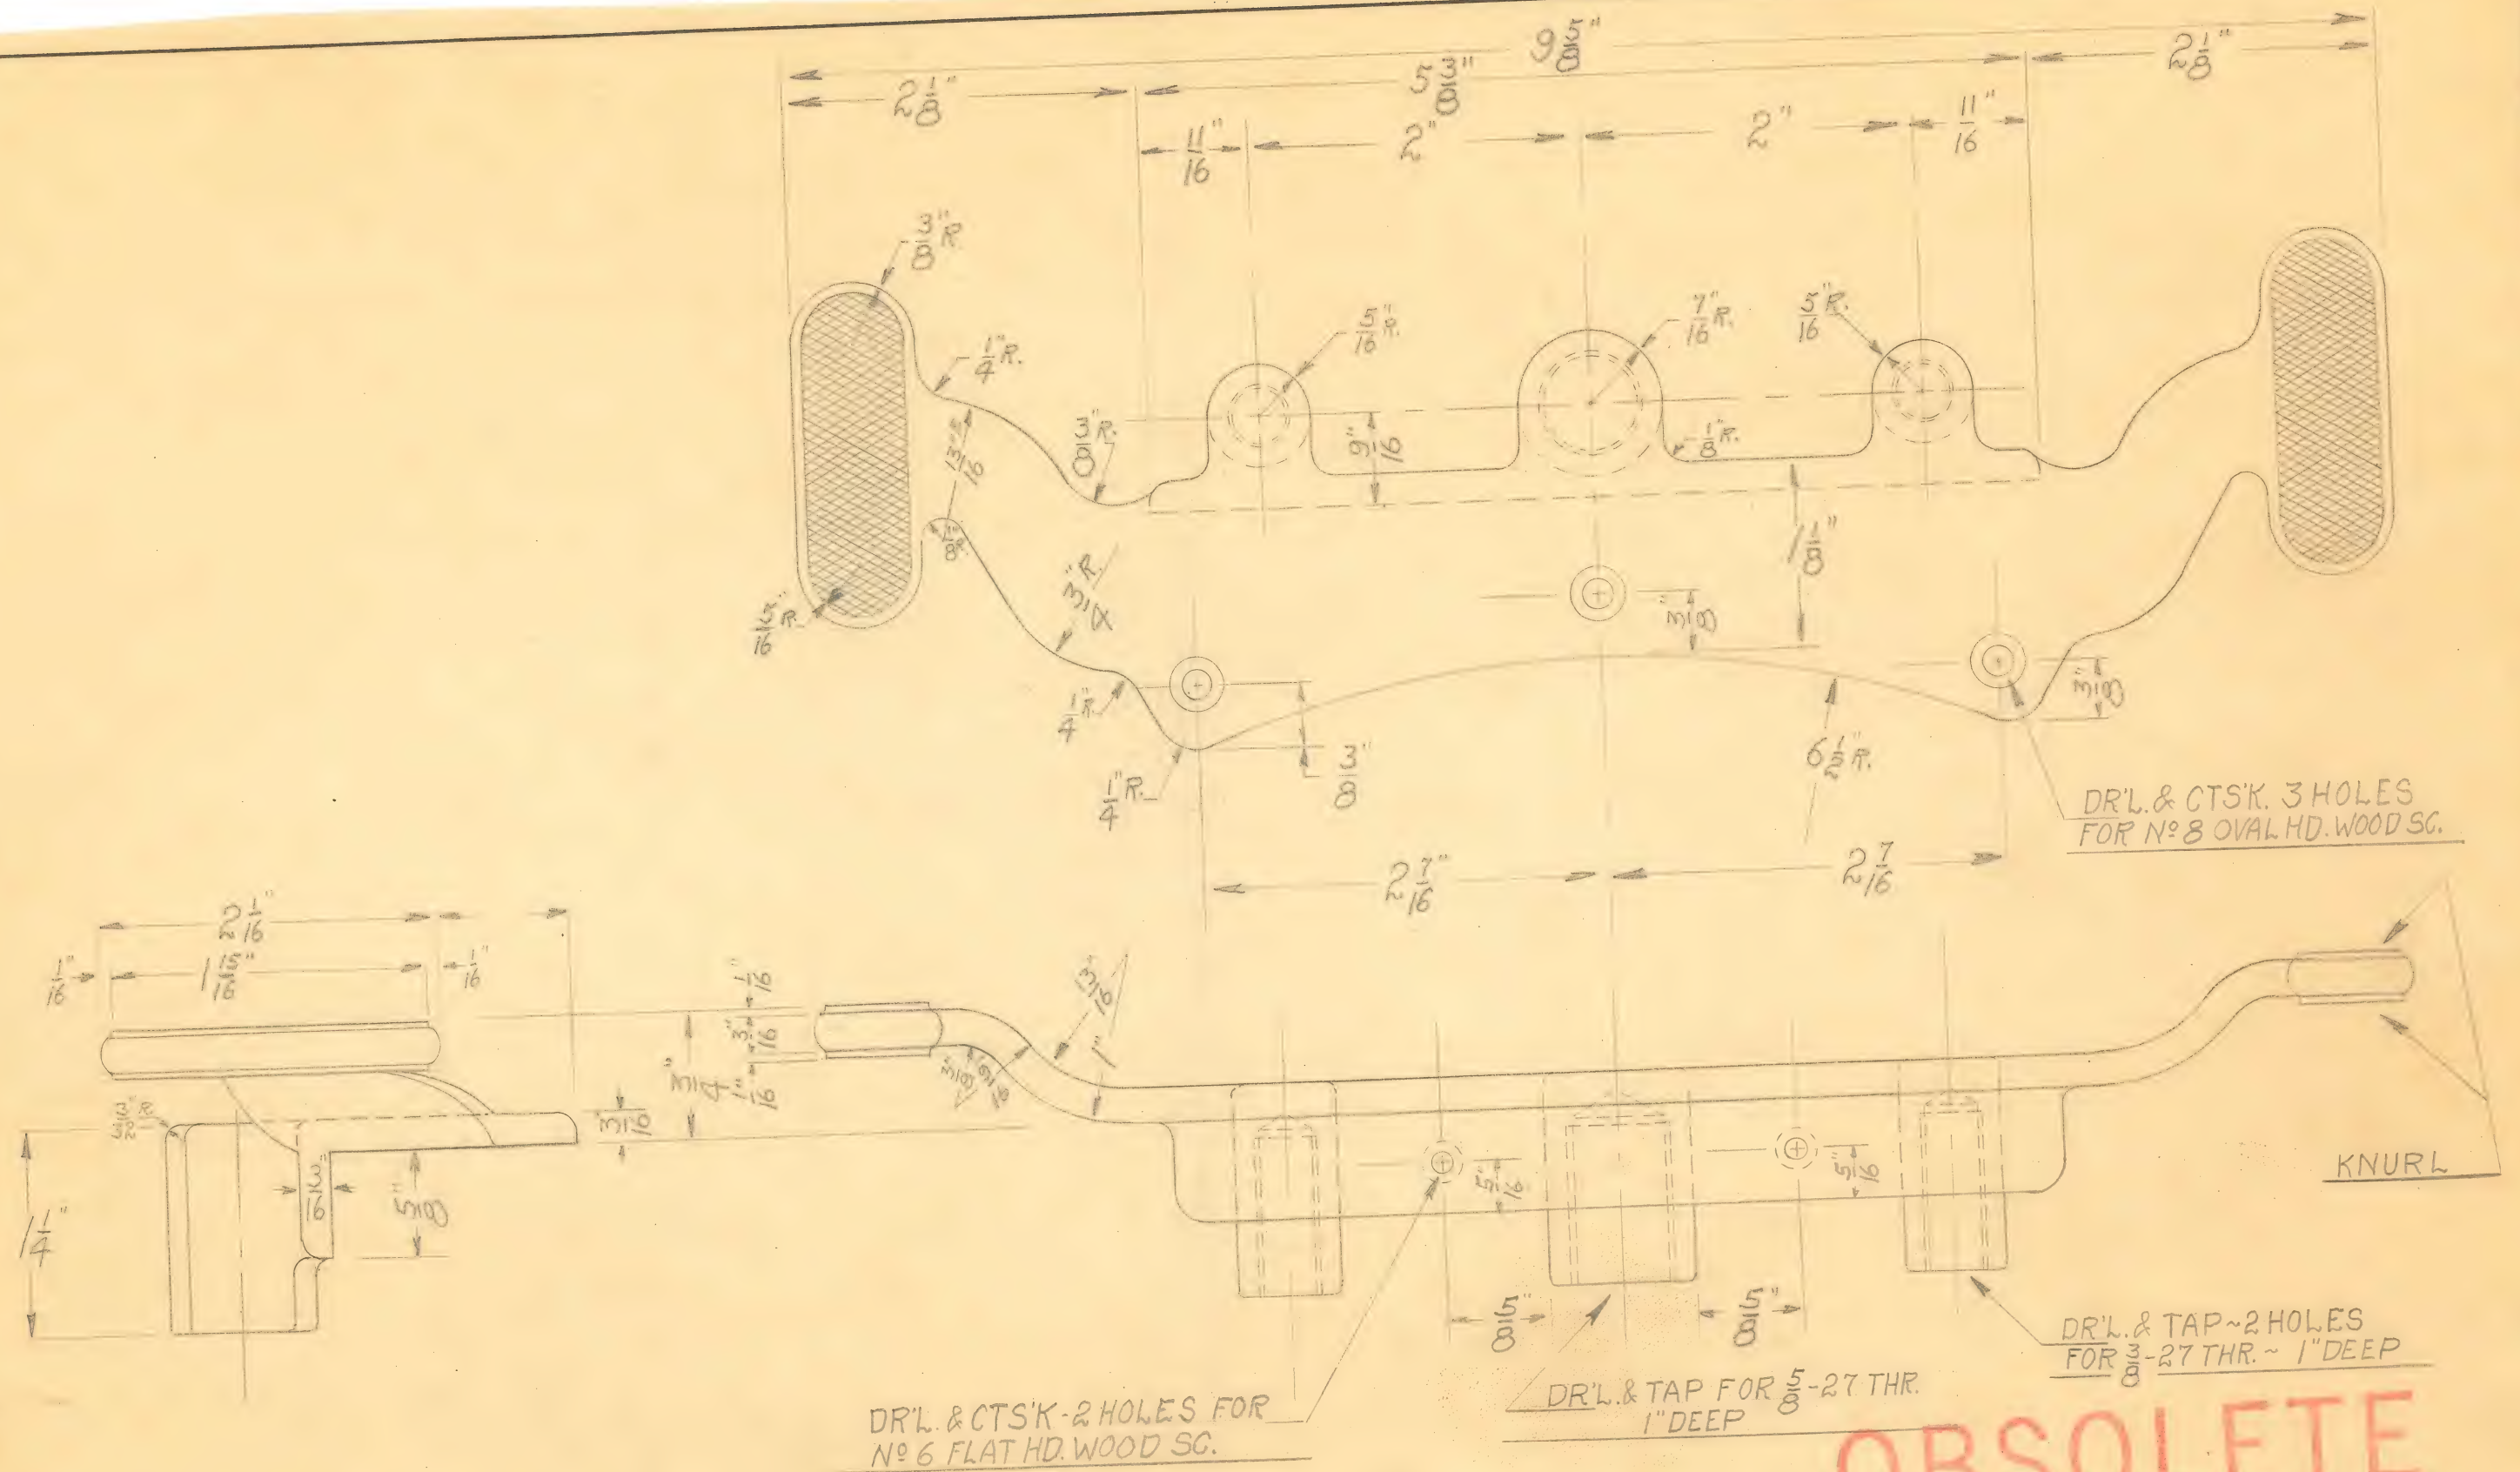 9 5/8"
2 1/8"
5 3/8"
2 1/8"
11/16"
2"
2"
11/16"
3/8" R.
1/4" R.
5/16" R.
7/16" R.
5/16" R.
3/8" R.
9/16"
1/8" R.
13/16"
1/8" R.
1 1/8"
3/4" R.
5/16" R.
3/8"
3/8"
1/4" R.
1/4" R.
3/8"
6 1/2" R.
DR'L. & CTS'K. 3 HOLES
FOR Nº 8 OVAL HD. WOOD SC.
2 7/16"
2 7/16
2 1/16"
1/16"
1 15/16"
1/16"
1/16"
3/16"
1/16"
3/4"
13/16"
1"
3/8"
3/32" R
3/16"
3/16"
5/8"
1 1/4"
5/16"
5/16"
KNURL
5/8"
5/8"
DR'L. & TAP ~ 2 HOLES
FOR 3/8-27 THR. ~ 1" DEEP
DR'L. & TAP FOR 5/8-27 THR.
1" DEEP
DR'L. & CTS'K - 2 HOLES FOR
Nº 6 FLAT HD. WOOD SC.
OBSOLETE